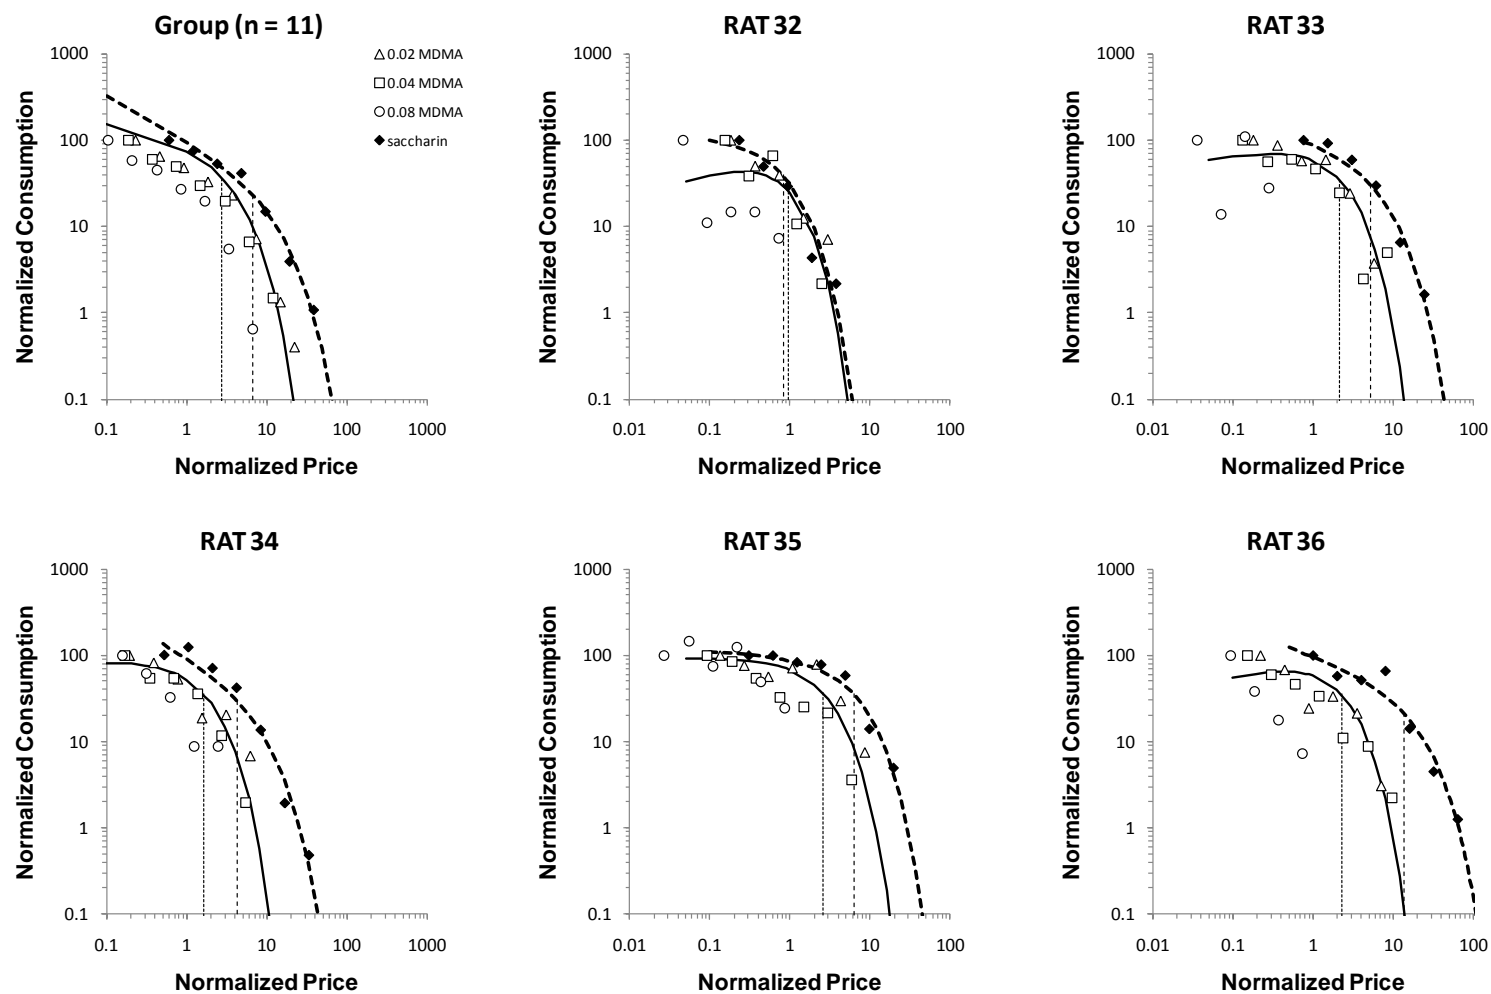 Group (n = 11)
RAT 32
RAT 33
Normalized Consumption
1000
100
10
1
0.1
0.1 1 10 100 1000
Normalized Price
0.02 MDMA
0.04 MDMA
0.08 MDMA
saccharin
Normalized Consumption
1000
100
10
1
0.1
0.01 0.1 1 10 100
Normalized Price
Normalized Consumption
1000
100
10
1
0.1
0.01 0.1 1 10 100
Normalized Price
RAT 34
RAT 35
RAT 36
Normalized Consumption
1000
100
10
1
0.1
0.1 1 10 100 1000
Normalized Price
Normalized Consumption
1000
100
10
1
0.1
0.01 0.1 1 10 100
Normalized Price
Normalized Consumption
1000
100
10
1
0.1
0.01 0.1 1 10 100
Normalized Price